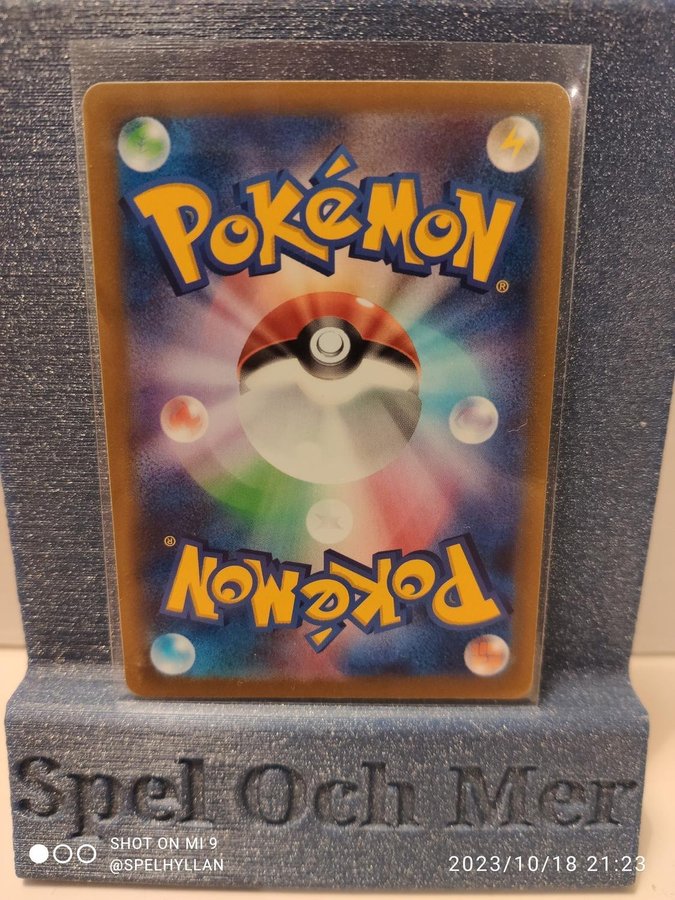 POKéMON
®
®
POKéMON
Spel Och Mer
SHOT ON MI 9
@SPELHYLLAN
2023/10/18 21:23